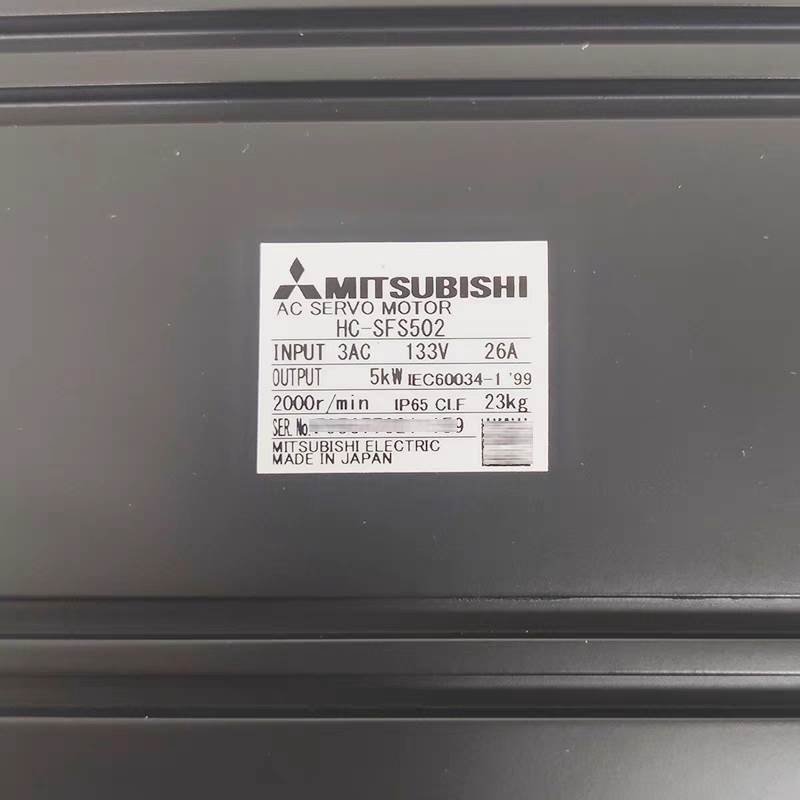 MITSUBISHI
AC SERVO MOTOR
HC-SFS502
INPUT 3AC 133V 26A
OUTPUT 5kW IEC60034-1 '99
2000r/min IP65 CI.F 23kg
SER. No.
MITSUBISHI ELECTRIC
MADE IN JAPAN